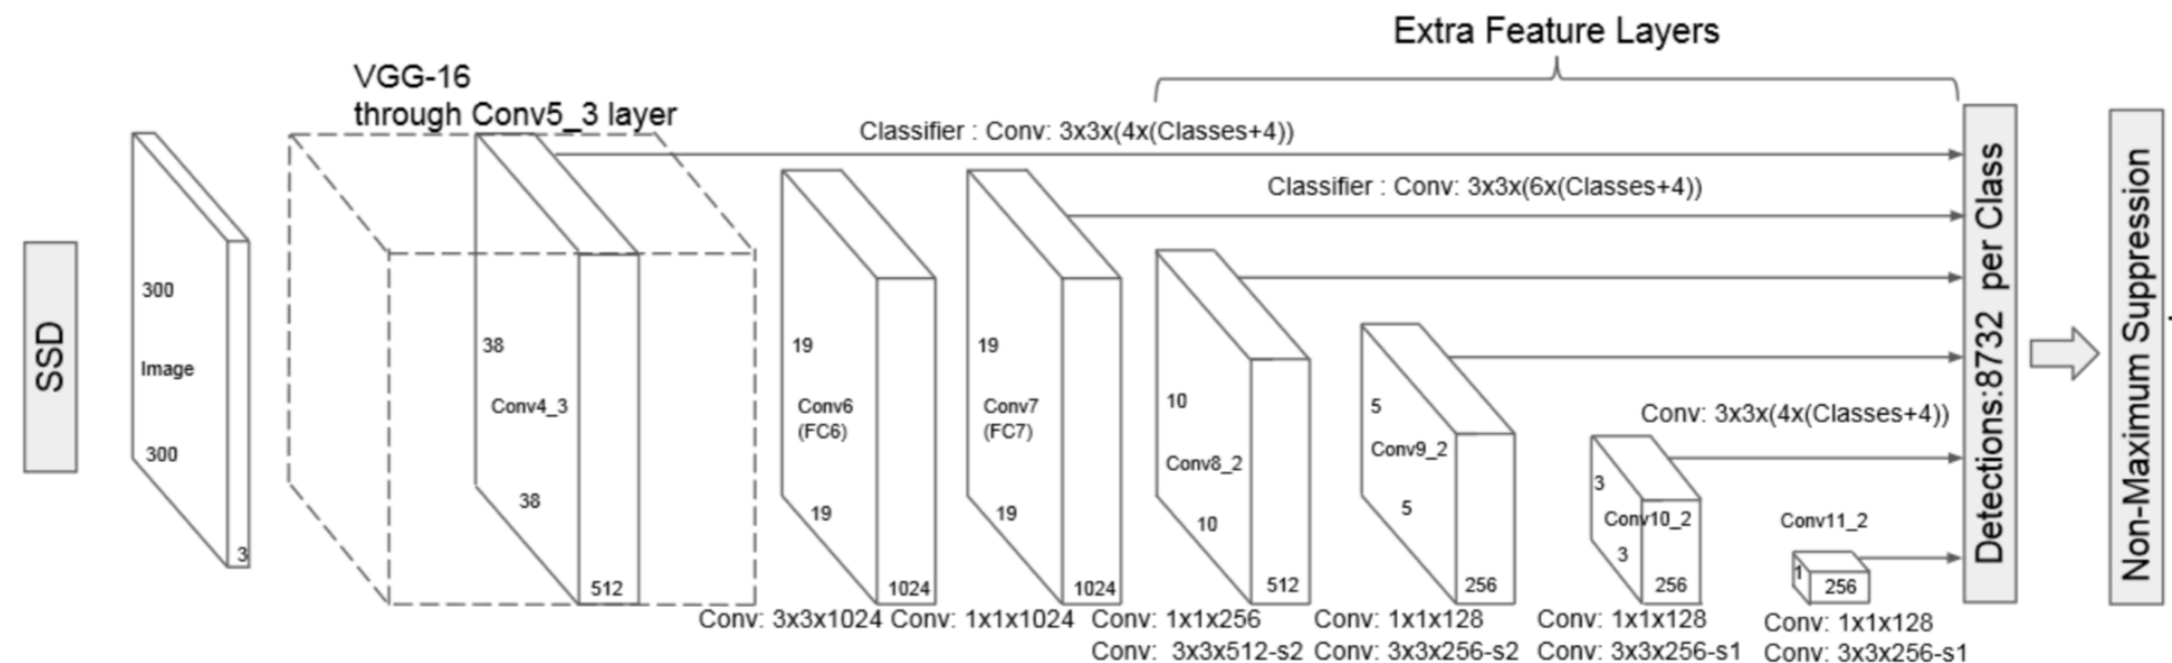 Extra Feature Layers
VGG-16
through Conv5_3 layer
Classifier : Conv: 3x3x(4x(Classes+4))
Classifier : Conv: 3x3x(6x(Classes+4))
SSD
300
Image
300
3
38
Conv4_3
38
512
19
Conv6
(FC6)
19
1024
19
Conv7
(FC7)
19
1024
10
Conv8_2
10
512
5
Conv9_2
5
256
Conv: 3x3x(4x(Classes+4))
3
Conv10_2
3
256
Conv11_2
1
256
Detections:8732 per Class
Non-Maximum Suppression
Conv: 3x3x1024
Conv: 1x1x1024
Conv: 1x1x256
Conv: 3x3x512-s2
Conv: 1x1x128
Conv: 3x3x256-s2
Conv: 1x1x128
Conv: 3x3x256-s1
Conv: 1x1x128
Conv: 3x3x256-s1